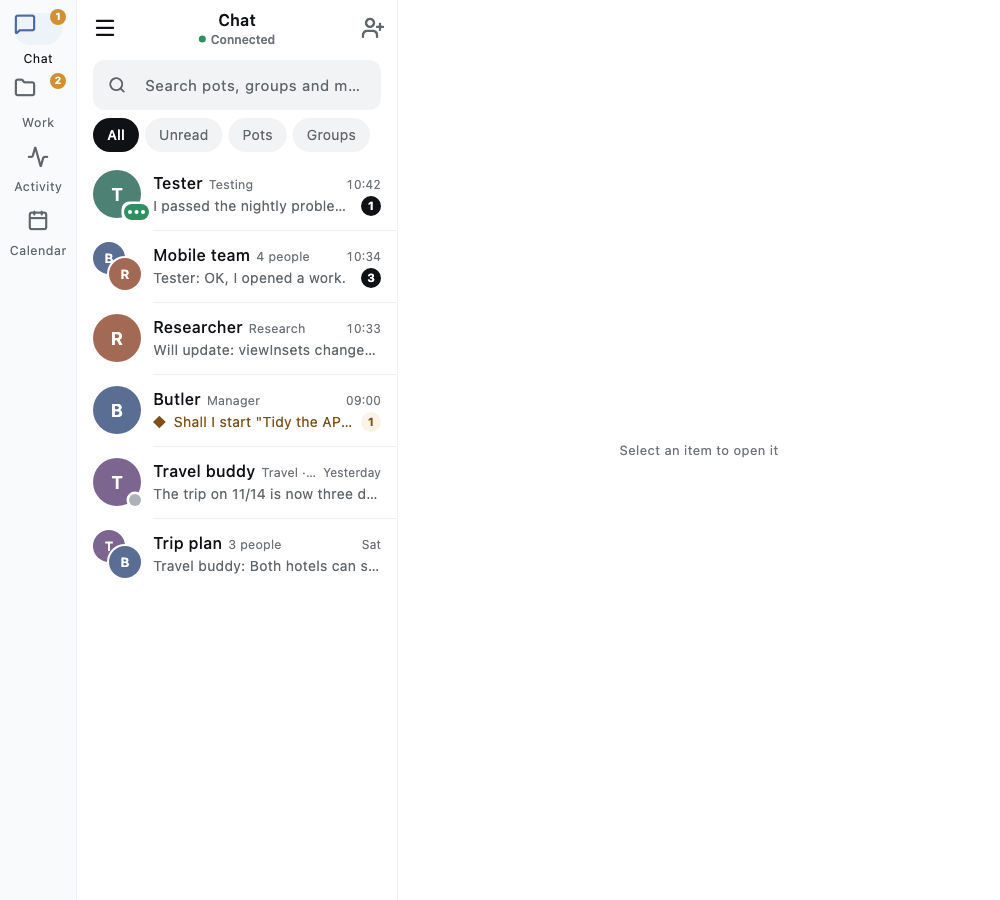 1
Chat
2
Work
Activity
Calendar
Chat
Connected
Search pots, groups and m…
All
Unread
Pots
Groups
T
Tester Testing 10:42
I passed the nightly proble… 1
B
R
Mobile team 4 people 10:34
Tester: OK, I opened a work. 3
R
Researcher Research 10:33
Will update: viewInsets change…
B
Butler Manager 09:00
Shall I start "Tidy the AP… 1
T
Travel buddy Travel ·… Yesterday
The trip on 11/14 is now three d…
T
B
Trip plan 3 people Sat
Travel buddy: Both hotels can s…
Select an item to open it